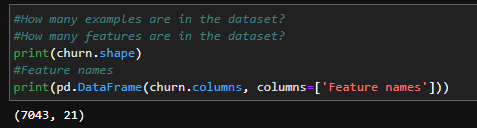 #How many examples are in the dataset?
#How many features are in the dataset?
print(churn.shape)
#Feature names
print(pd.DataFrame(churn.columns, columns=['Feature names']))
(7043, 21)